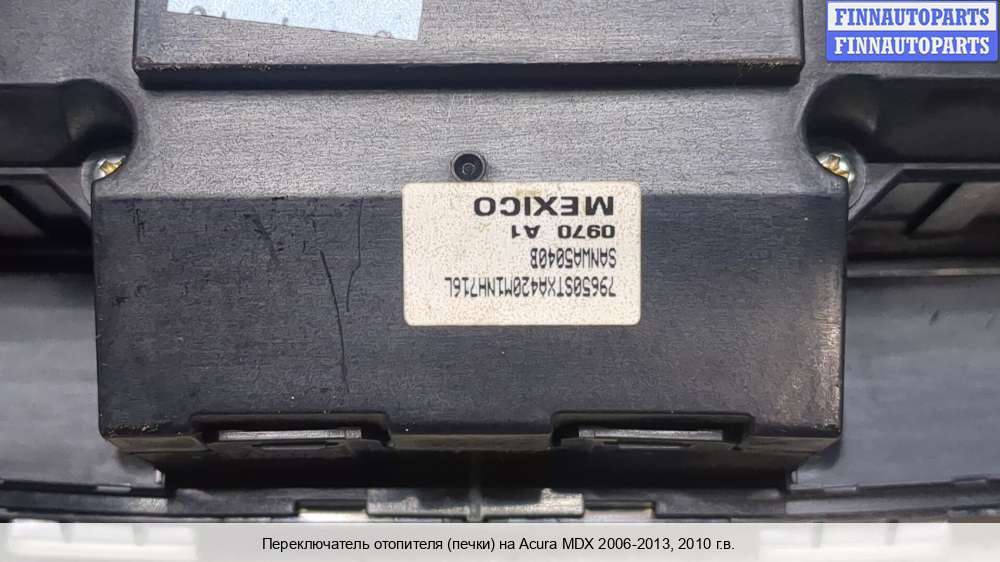 FINNAUTOPARTS
FINNAUTOPARTS
79650STXA420M1NH716L
SANWA5040B
0970 A1
MEXICO
Переключатель отопителя (печки) на Acura MDX 2006-2013, 2010 г.в.